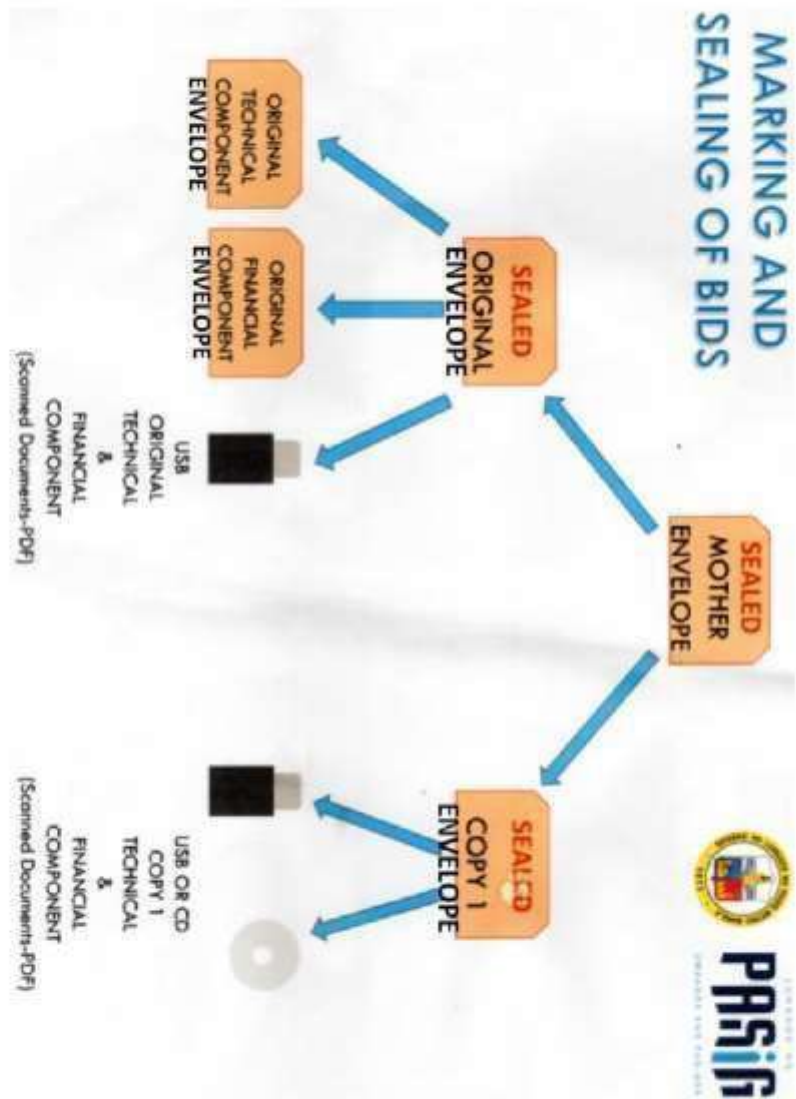 MARKING AND
SEALING OF BIDS
PASIG
SEALED
MOTHER
ENVELOPE
SEALED
ORIGINAL
ENVELOPE
SEALED
COPY 1
ENVELOPE
ORIGINAL
TECHNICAL
COMPONENT
ENVELOPE
ORIGINAL
FINANCIAL
COMPONENT
ENVELOPE
USB
ORIGINAL
TECHNICAL
&
FINANCIAL
COMPONENT
(Scanned Documents-PDF)
USB OR CD
COPY 1
TECHNICAL
&
FINANCIAL
COMPONENT
(Scanned Documents-PDF)